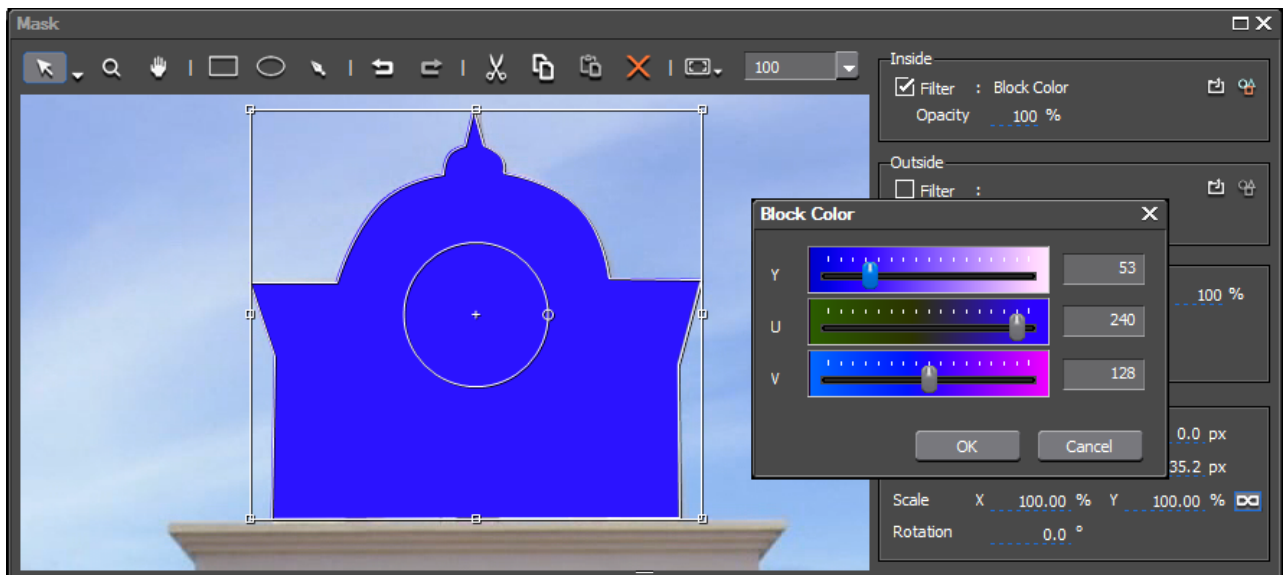 Mask
100
Inside
Filter : Block Color
Opacity 100 %
Outside
Filter :
Block Color
Y 53
U 240
V 128
OK Cancel
100 %
0.0 px
35.2 px
Scale X 100.00 % Y 100.00 %
Rotation 0.0 °